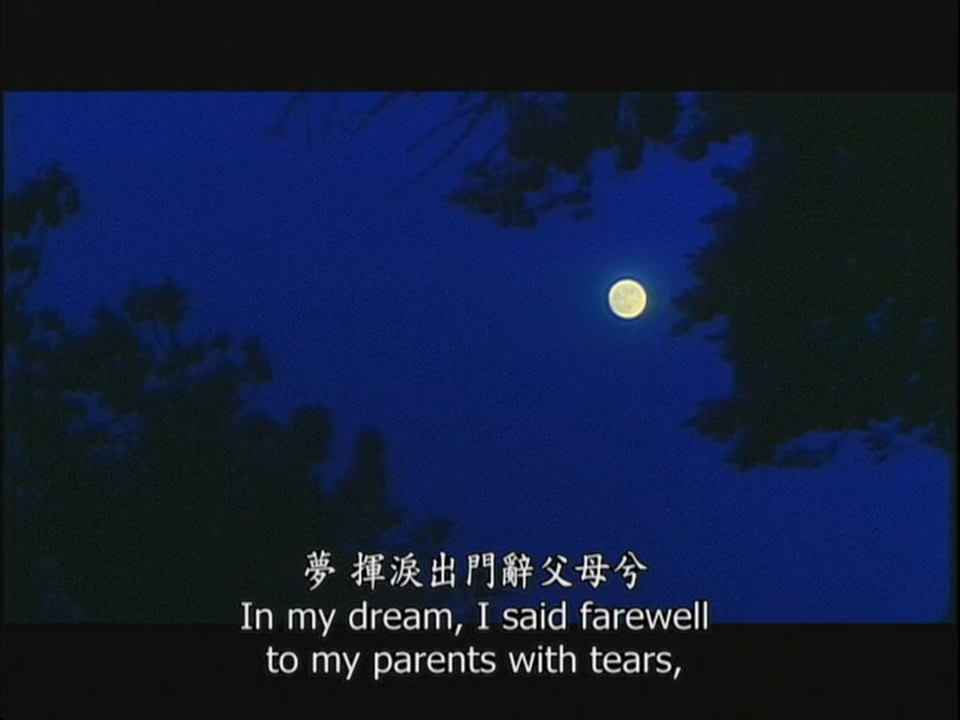 夢 揮淚出門辭父母兮
In my dream, I said farewell
to my parents with tears,